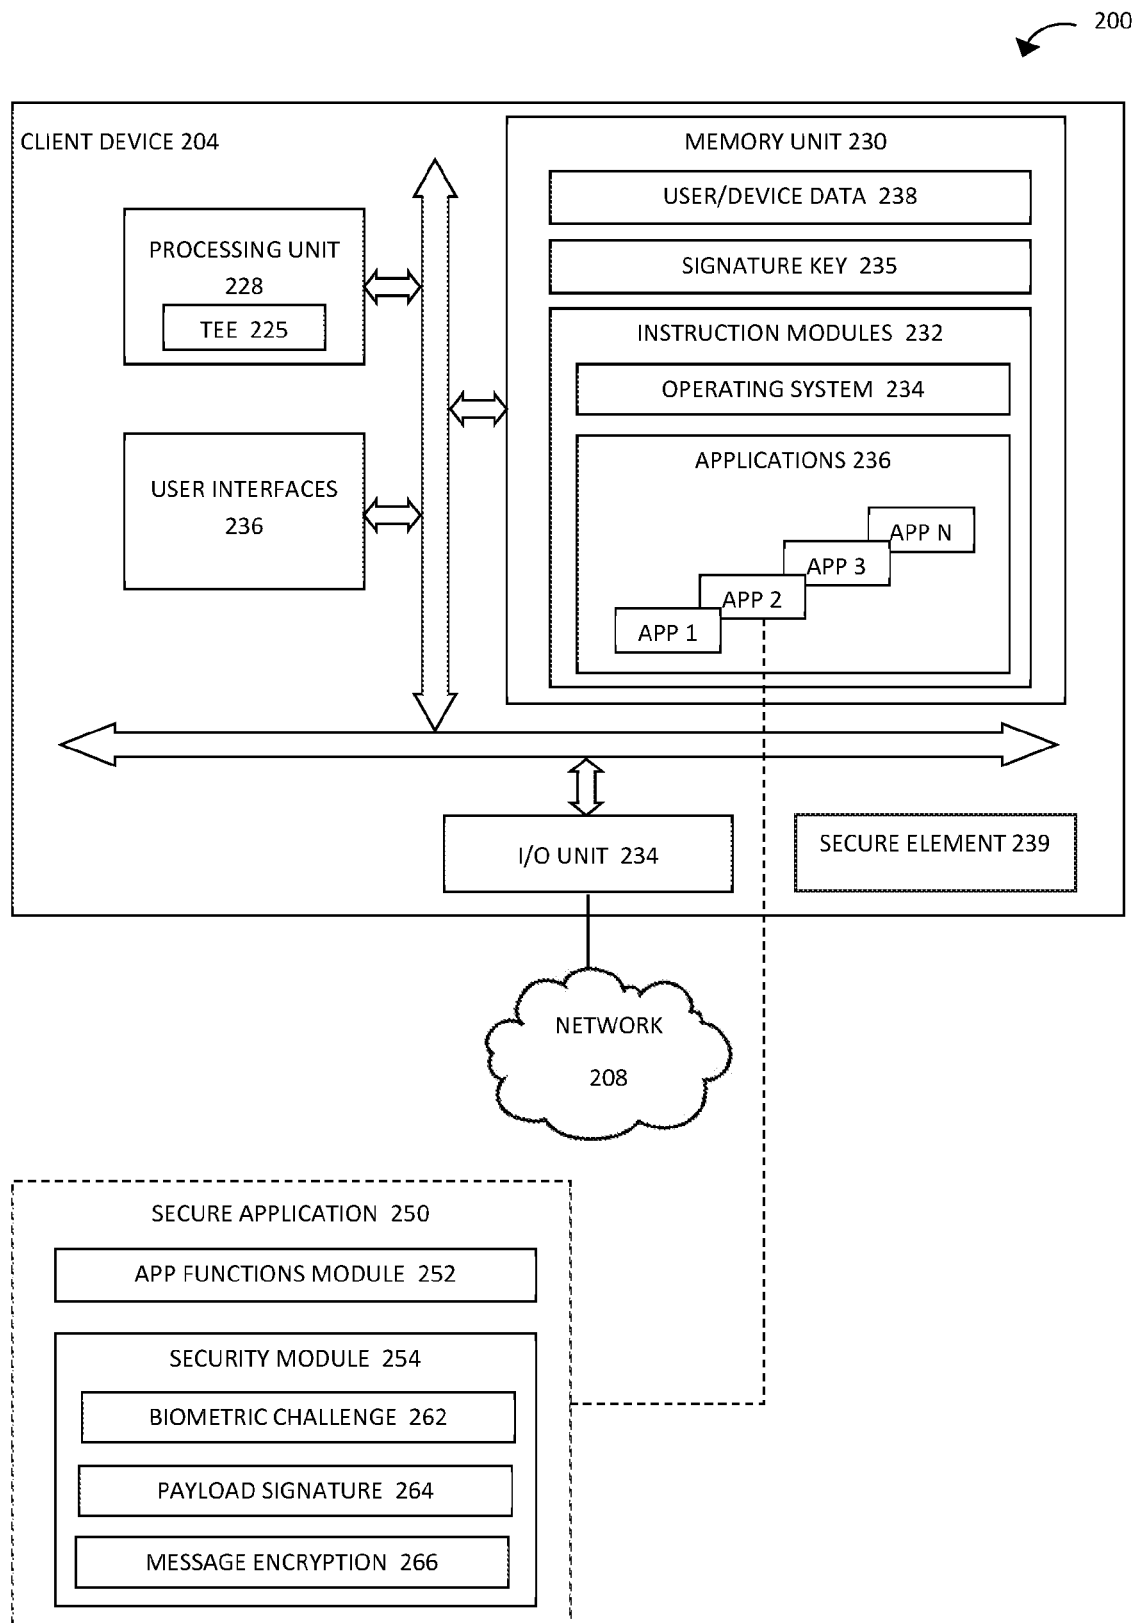 200
CLIENT DEVICE 204
PROCESSING UNIT
228
TEE 225
USER INTERFACES
236
MEMORY UNIT 230
USER/DEVICE DATA 238
SIGNATURE KEY 235
INSTRUCTION MODULES 232
OPERATING SYSTEM 234
APPLICATIONS 236
APP N
APP 3
APP 2
APP 1
I/O UNIT 234
SECURE ELEMENT 239
NETWORK
208
SECURE APPLICATION 250
APP FUNCTIONS MODULE 252
SECURITY MODULE 254
BIOMETRIC CHALLENGE 262
PAYLOAD SIGNATURE 264
MESSAGE ENCRYPTION 266